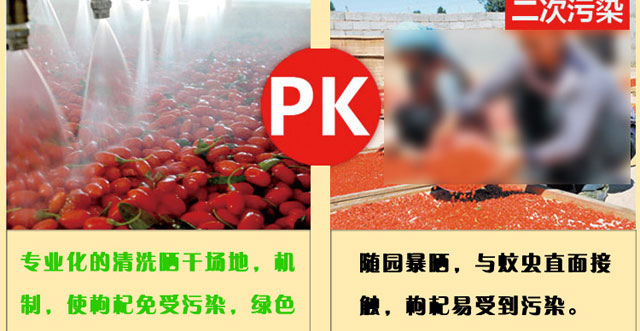 二次污染
PK
专业化的清洗晒干场地，机
制，使枸杞免受污染，绿色
随园暴晒，与蚊虫直面接
触，枸杞易受到污染。